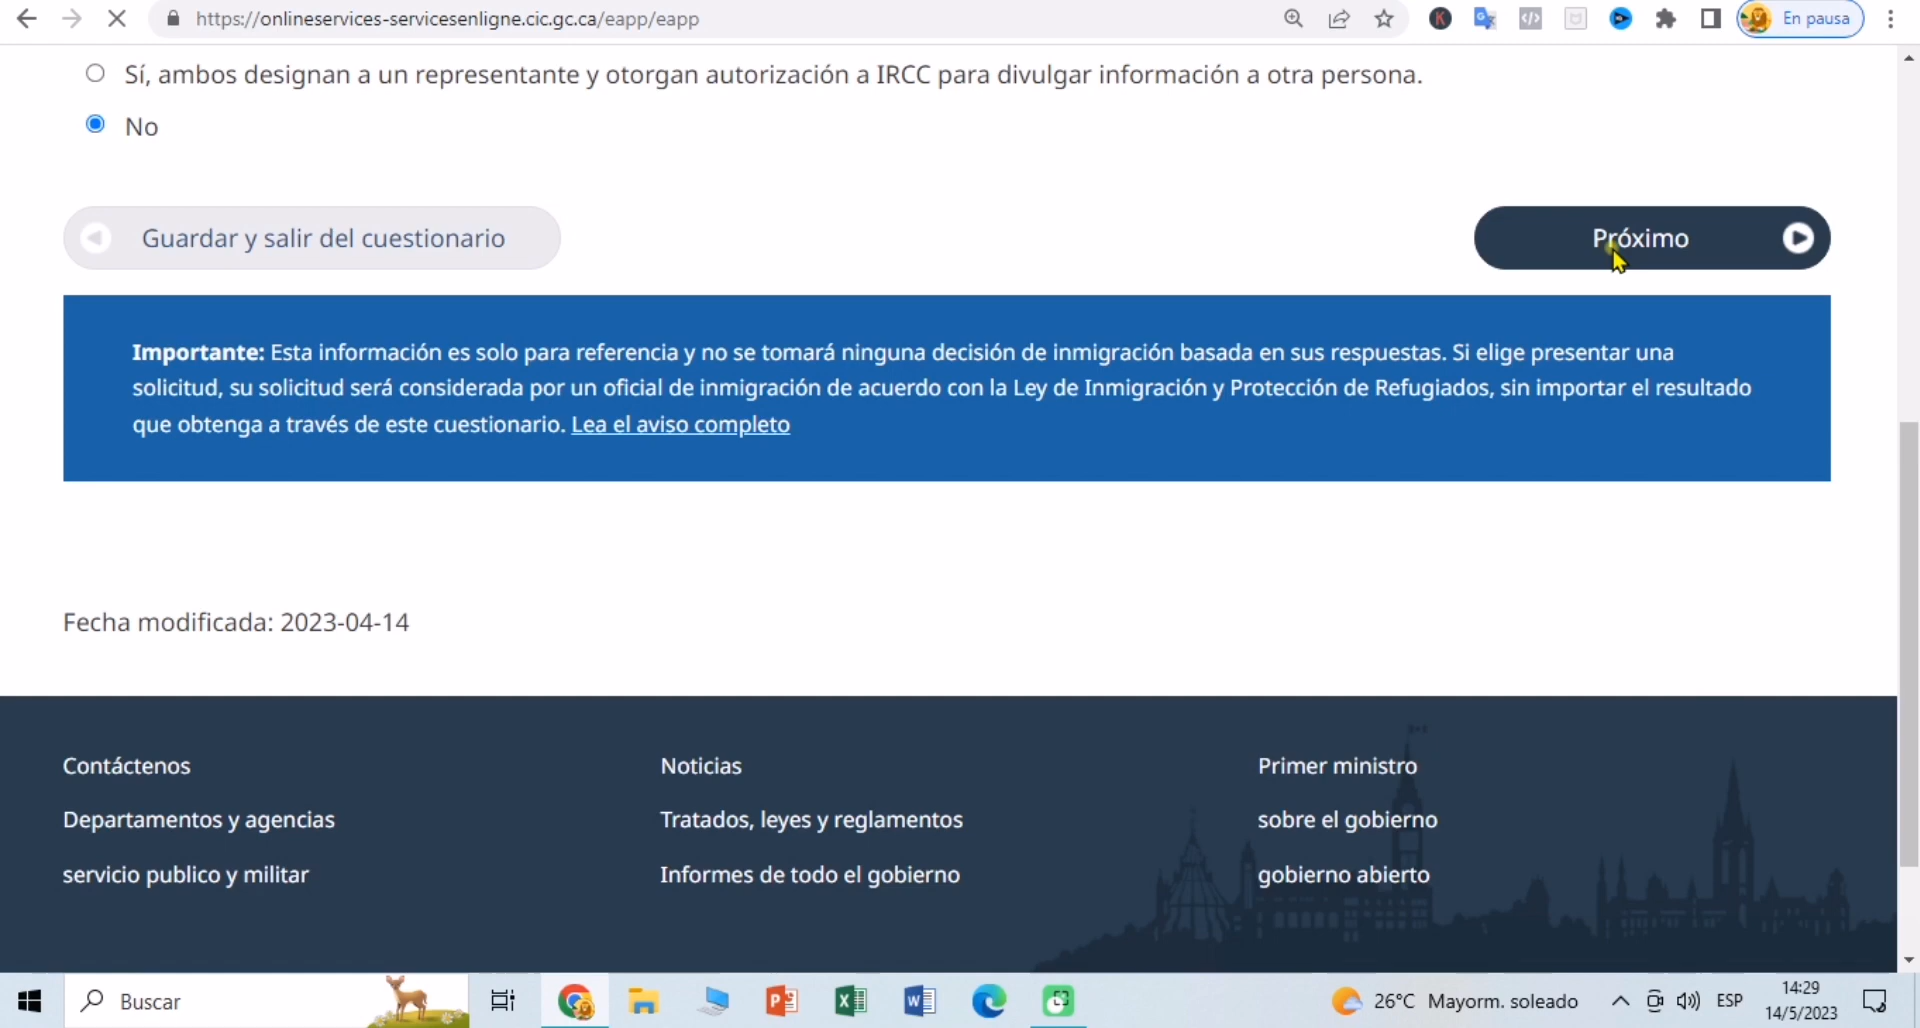 https://onlineservices-servicesenligne.cic.gc.ca/eapp/eapp
En pausa
Sí, ambos designan a un representante y otorgan autorización a IRCC para divulgar información a otra persona.
No
Guardar y salir del cuestionario
Próximo
Importante: Esta información es solo para referencia y no se tomará ninguna decisión de inmigración basada en sus respuestas. Si elige presentar una
solicitud, su solicitud será considerada por un oficial de inmigración de acuerdo con la Ley de Inmigración y Protección de Refugiados, sin importar el resultado
que obtenga a través de este cuestionario. Lea el aviso completo
Fecha modificada: 2023-04-14
Contáctenos
Noticias
Primer ministro
Departamentos y agencias
Tratados, leyes y reglamentos
sobre el gobierno
servicio publico y militar
Informes de todo el gobierno
gobierno abierto
Buscar
26°C Mayorm. soleado
ESP
14:29
14/5/2023